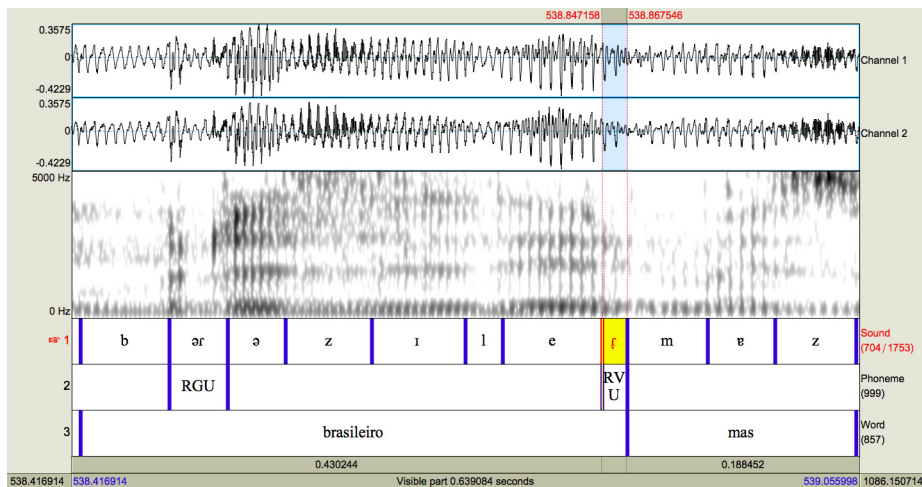 538.847158 538.867546
0.3575
0
-0.4229
Channel 1
0.3575
0
-0.4229
Channel 2
5000 Hz
0 Hz
1 b əɾ ə z ɪ l e m ɐ z Sound
(704 / 1753)
2 RGU RV
U Phoneme
(999)
3 brasileiro mas Word
(857)
0.430244 0.188452
538.416914 538.416914 Visible part 0.639084 seconds 539.055998 1086.150714